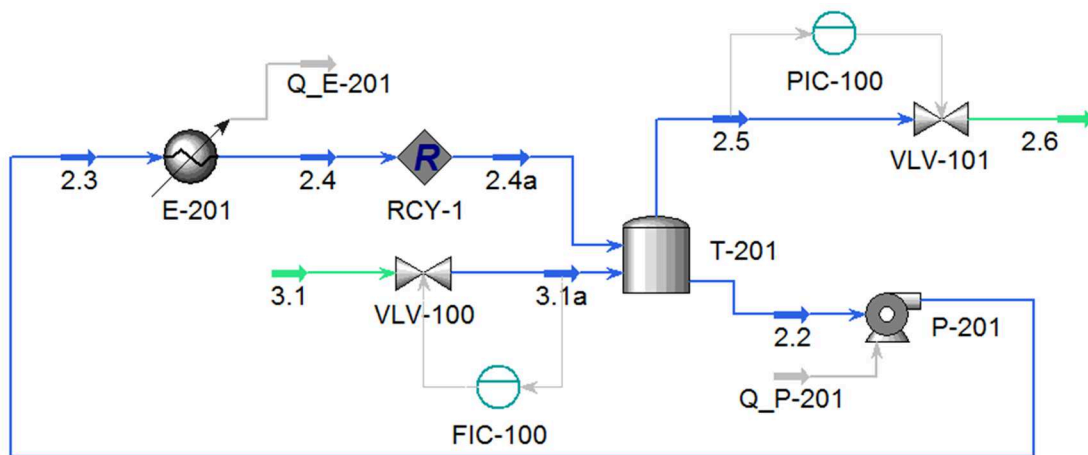 PIC-100
Q_E-201
2.5
VLV-101
2.6
2.3
E-201
2.4
R
RCY-1
2.4a
T-201
3.1
VLV-100
3.1a
2.2
P-201
Q_P-201
FIC-100